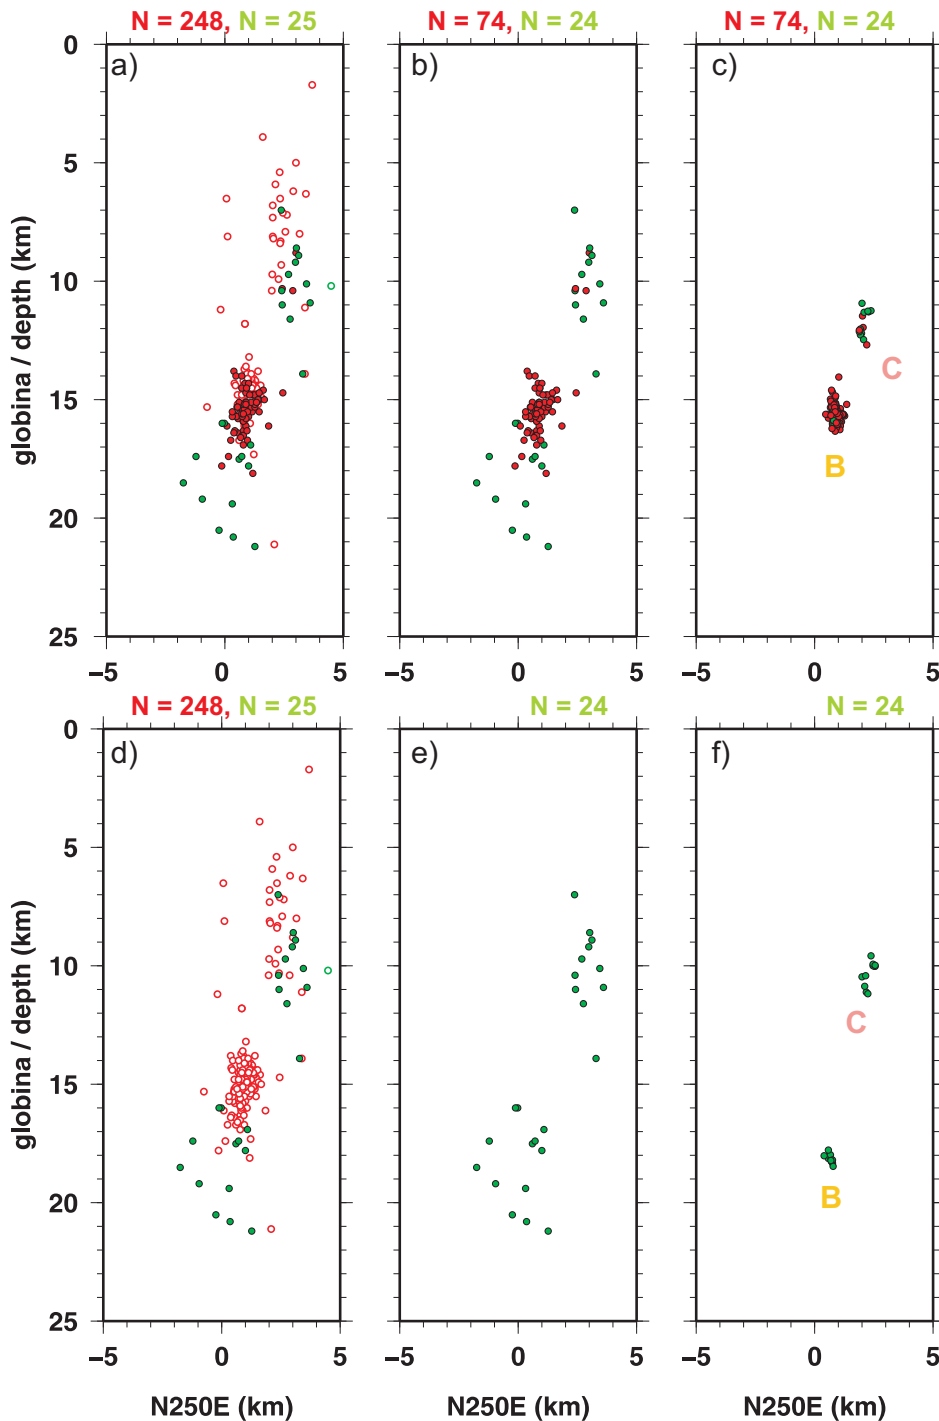 N = 248, N = 25
N = 74, N = 24
N = 74, N = 24
a)
b)
c)
0
5
10
15
20
25
globina / depth (km)
C
B
−5 0 5
−5 0 5
−5 0 5
N = 248, N = 25
N = 24
N = 24
d)
e)
f)
0
5
10
15
20
25
globina / depth (km)
C
B
−5 0 5
−5 0 5
−5 0 5
N250E (km)
N250E (km)
N250E (km)